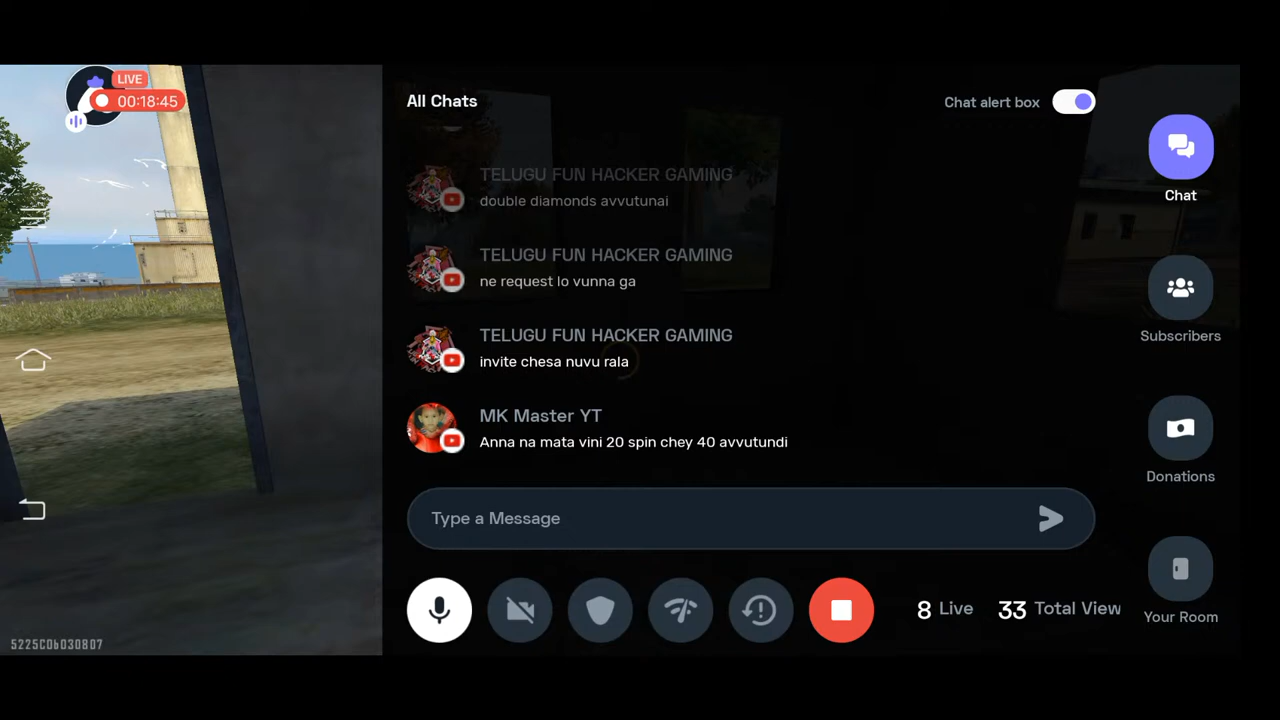 LIVE
00:18:45
All Chats
Chat alert box
TELUGU FUN HACKER GAMING
double diamonds avvutunai
Chat
TELUGU FUN HACKER GAMING
ne request lo vunna ga
Subscribers
TELUGU FUN HACKER GAMING
invite chesa nuvu rala
MK Master YT
Anna na mata vini 20 spin chey 40 avvutundi
Donations
Type a Message
8 Live 33 Total View
Your Room
5225C0b030807